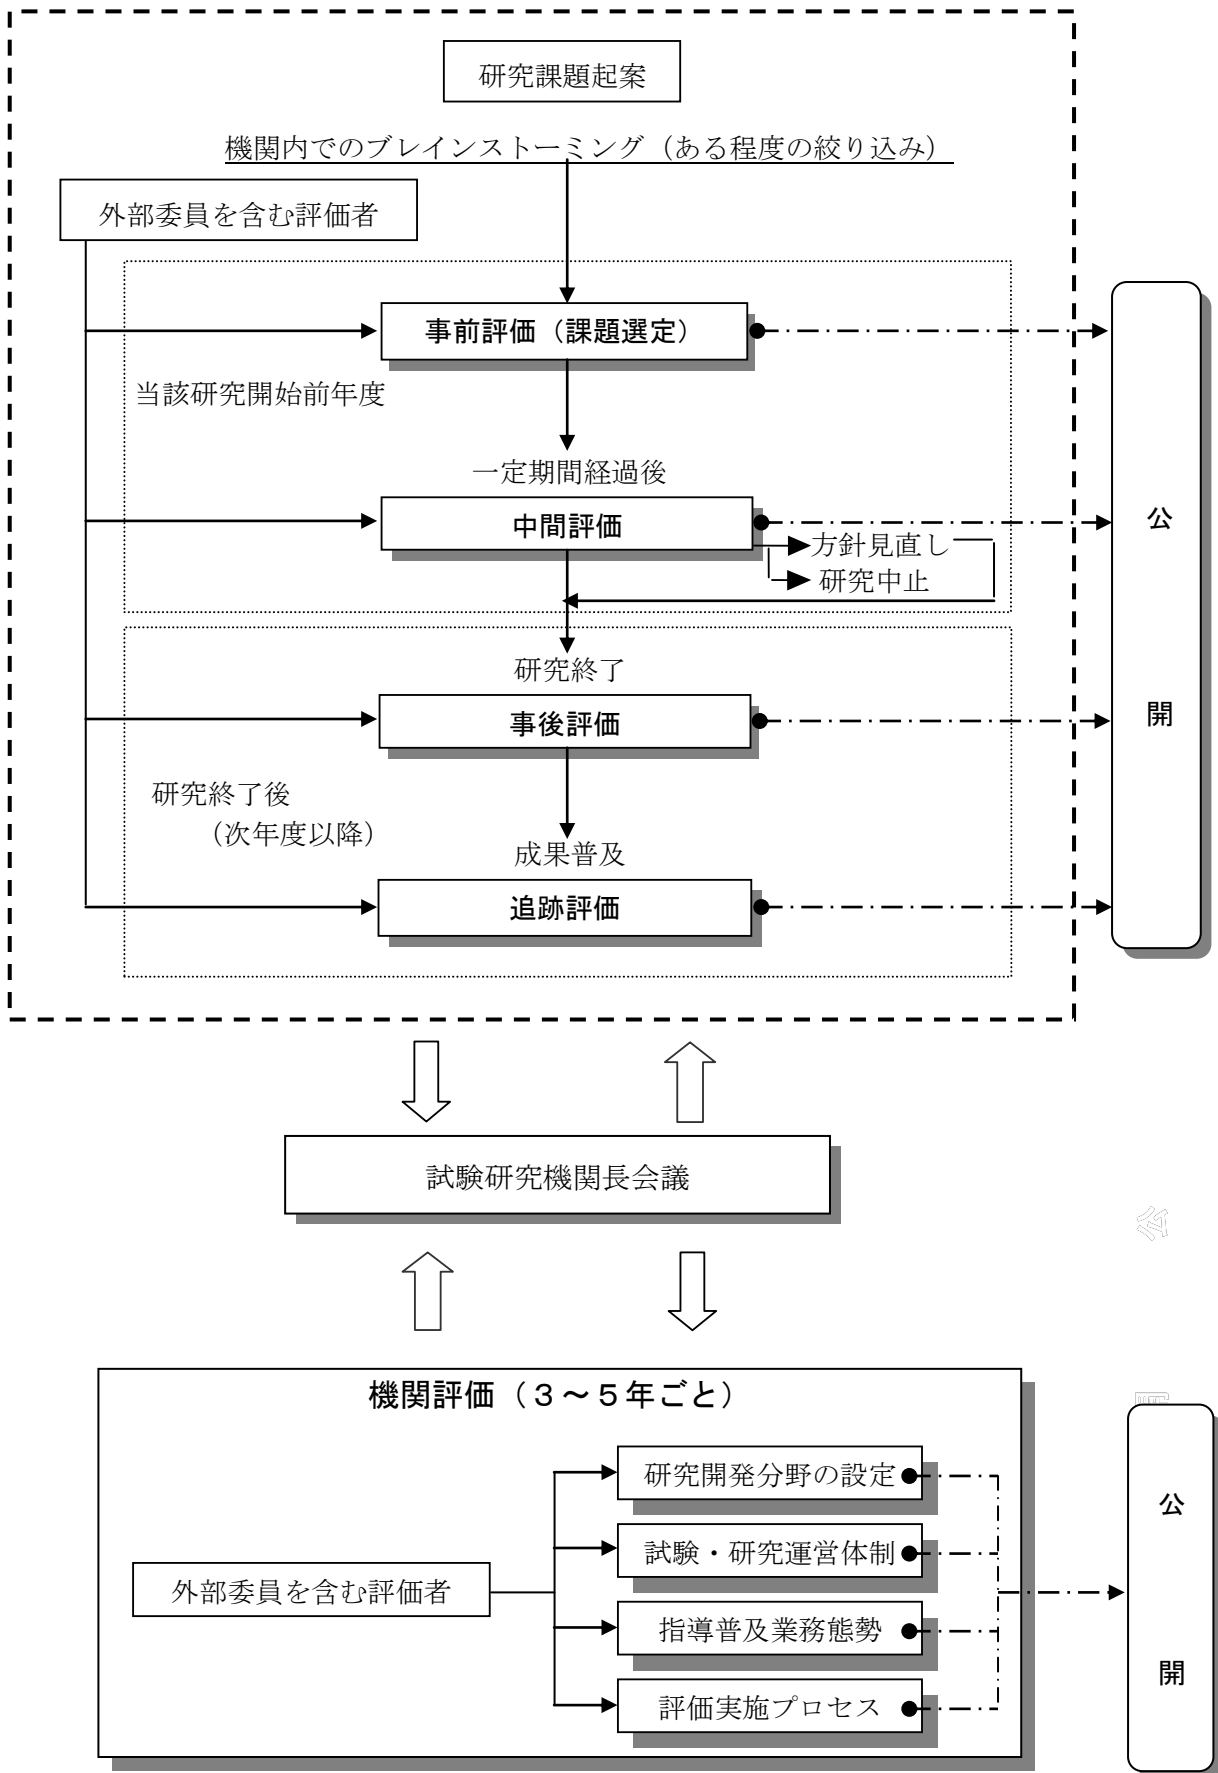 研究課題起案
機関内でのブレインストーミング（ある程度の絞り込み）
外部委員を含む評価者
事前評価（課題選定）
当該研究開始前年度
一定期間経過後
中間評価
方針見直し
研究中止
研究終了
事後評価
研究終了後
（次年度以降）
成果普及
追跡評価
公
開
試験研究機関長会議
公
機関評価（３～５年ごと）
研究開発分野の設定
試験・研究運営体制
外部委員を含む評価者
指導普及業務態勢
評価実施プロセス
公
開